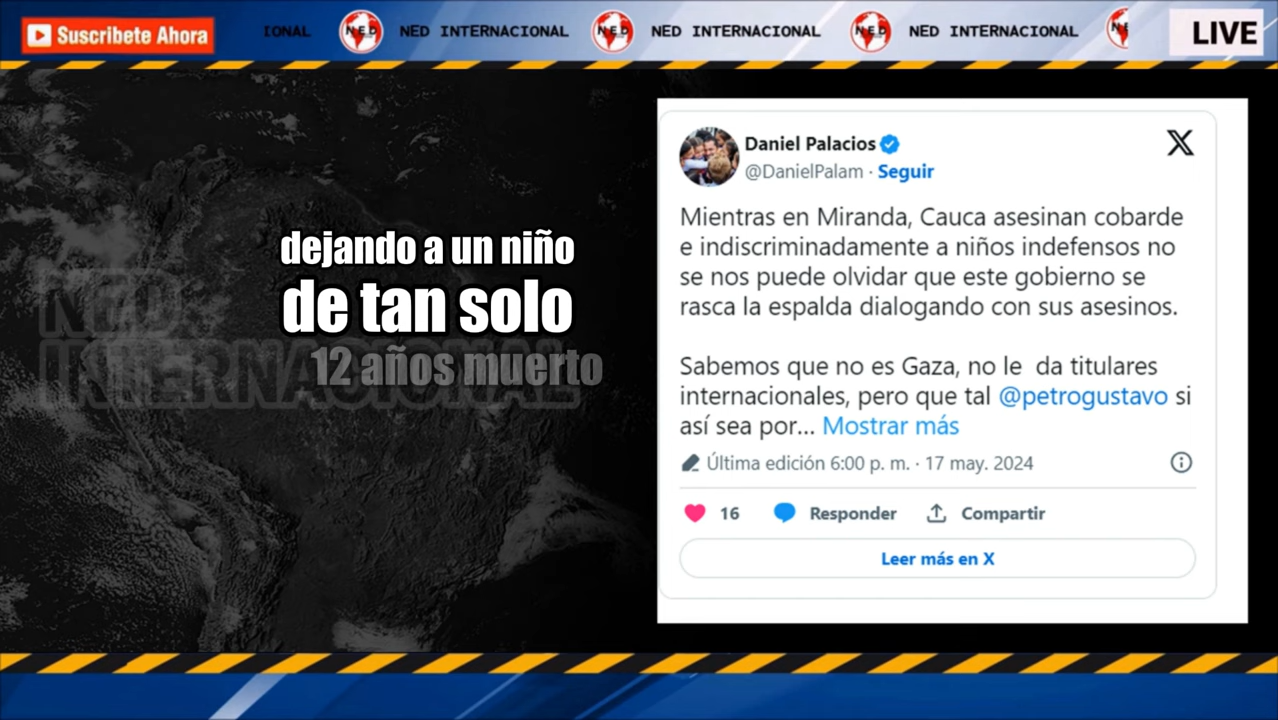 Suscribete Ahora
IONAL NED NED INTERNACIONAL NED NED INTERNACIONAL NED NED INTERNACIONAL NED
LIVE
dejando a un niño
de tan solo
12 años muerto
NED
INTERNACIONAL
Daniel Palacios
@DanielPalam · Seguir
Mientras en Miranda, Cauca asesinan cobarde
e indiscriminadamente a niños indefensos no
se nos puede olvidar que este gobierno se
rasca la espalda dialogando con sus asesinos.
Sabemos que no es Gaza, no le da titulares
internacionales, pero que tal @petrogustavo si
así sea por... Mostrar más
Última edición 6:00 p. m. · 17 may. 2024
16 Responder Compartir
Leer más en X